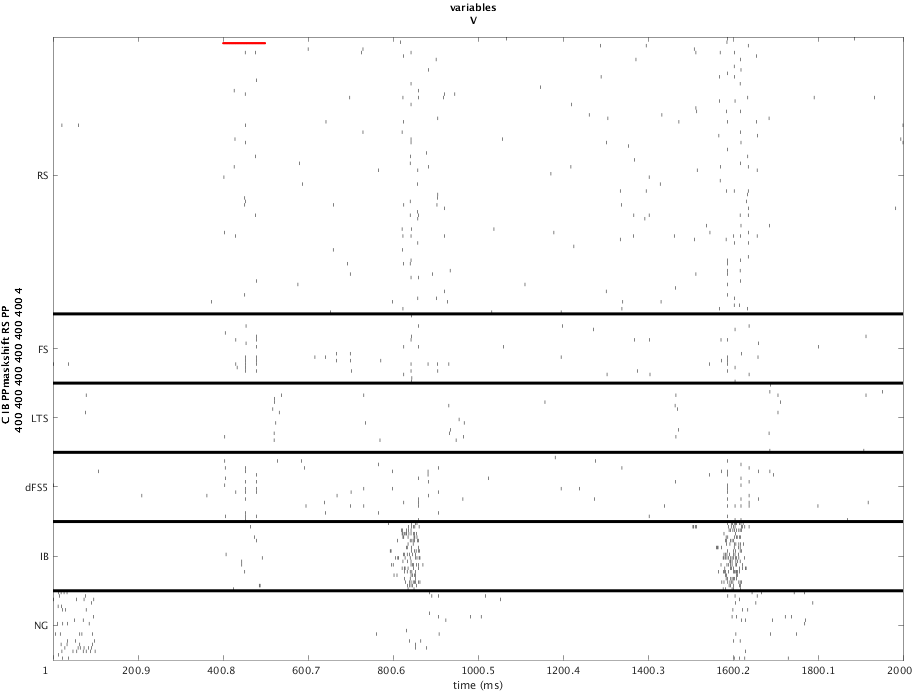 variables
V
C IB PPmaskshift RS PP
400 400 400 400 400 400 4
RS
FS
LTS
dFS5
IB
NG
1 200.9 400.8 600.7 800.6 1000.5 1200.4 1400.3 1600.2 1800.1 2000
time (ms)